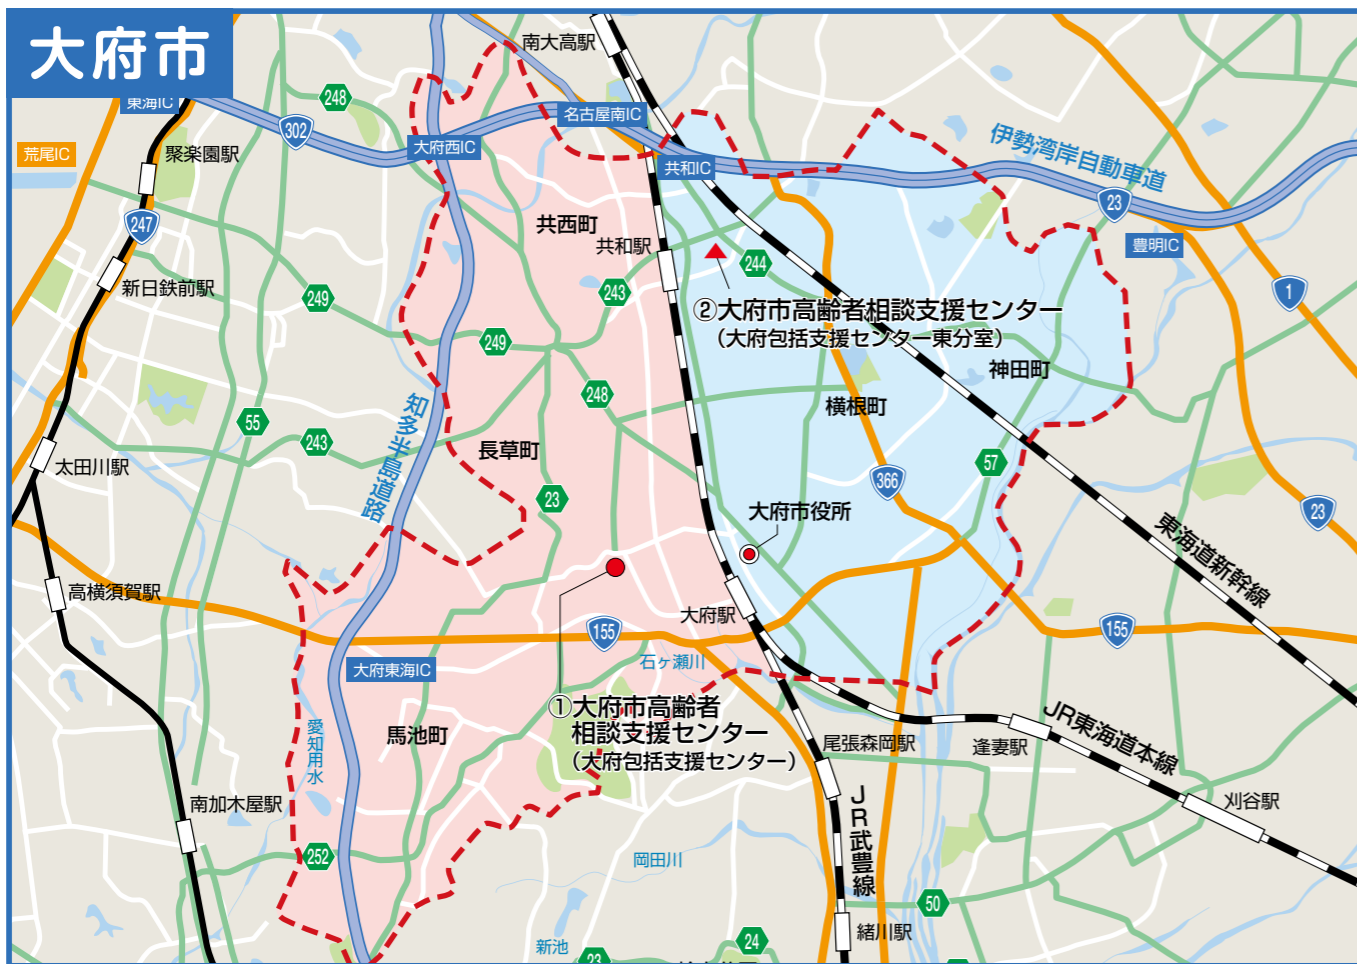 大府市
南大高駅
東海IC
248
302
名古屋南IC
大府西IC
荒尾IC
聚楽園駅
共和IC
伊勢湾岸自動車道
23
247
共西町
共和駅
244
豊明IC
新日鉄前駅
249
243
1
②大府市高齢者相談支援センター
(大府包括支援センター東分室)
249
神田町
248
横根町
知多半島道路
55
243
長草町
太田川駅
57
366
23
23
大府市役所
東海道新幹線
高横須賀駅
大府駅
155
155
石ヶ瀬川
大府東海IC
①大府市高齢者
相談支援センター
(大府包括支援センター)
馬池町
愛知用水
尾張森岡駅
逢妻駅
JR東海道本線
南加木屋駅
刈谷駅
JR武豊線
252
岡田川
50
緒川駅
新池
24
23